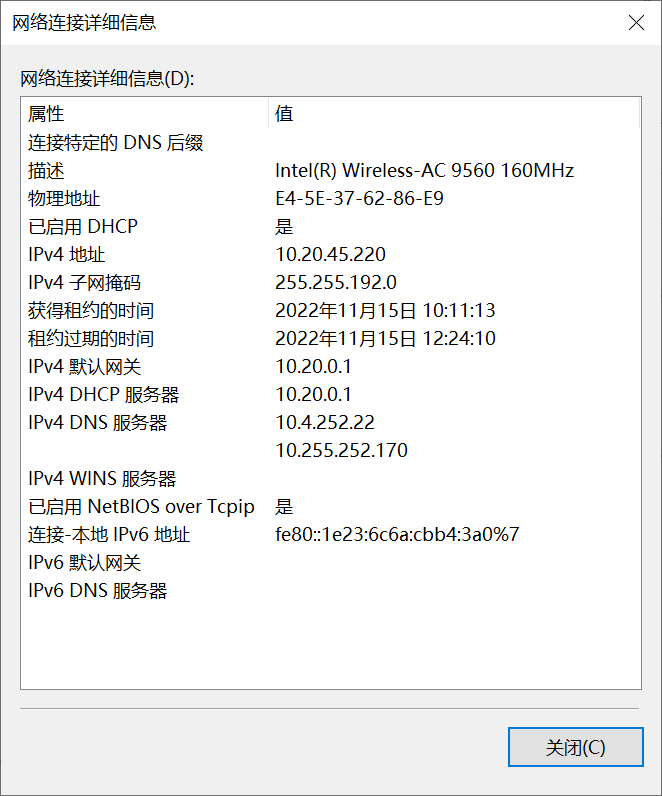 网络连接详细信息
网络连接详细信息(D):
属性 值
连接特定的 DNS 后缀
描述 Intel(R) Wireless-AC 9560 160MHz
物理地址 E4-5E-37-62-86-E9
已启用 DHCP 是
IPv4 地址 10.20.45.220
IPv4 子网掩码 255.255.192.0
获得租约的时间 2022年11月15日 10:11:13
租约过期的时间 2022年11月15日 12:24:10
IPv4 默认网关 10.20.0.1
IPv4 DHCP 服务器 10.20.0.1
IPv4 DNS 服务器 10.4.252.22
10.255.252.170
IPv4 WINS 服务器
已启用 NetBIOS over Tcpip 是
连接-本地 IPv6 地址 fe80::1e23:6c6a:cbb4:3a0%7
IPv6 默认网关
IPv6 DNS 服务器
关闭(C)